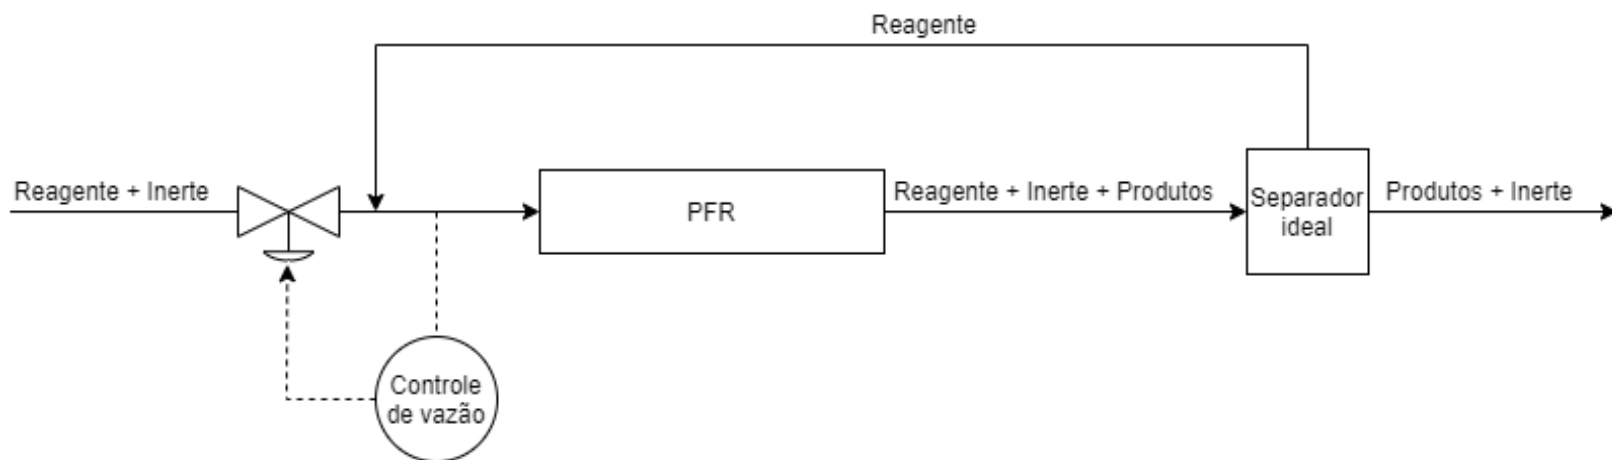 Reagente
Reagente + Inerte
PFR
Reagente + Inerte + Produtos
Separador
ideal
Produtos + Inerte
Controle
de vazão